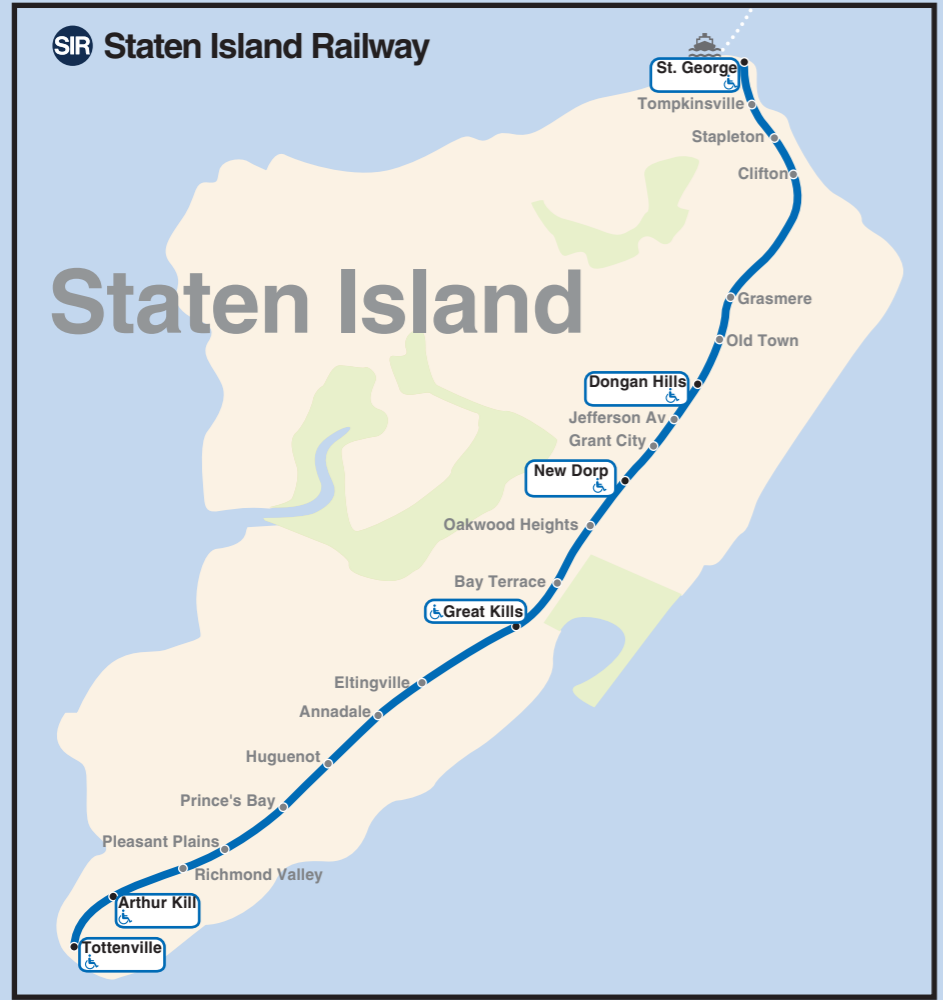 SIR Staten Island Railway
St. George
Tompkinsville
Stapleton
Clifton
Staten Island
Grasmere
Old Town
Dongan Hills
Jefferson Av
Grant City
New Dorp
Oakwood Heights
Bay Terrace
Great Kills
Eltingville
Annadale
Huguenot
Prince's Bay
Pleasant Plains
Richmond Valley
Arthur Kill
Tottenville